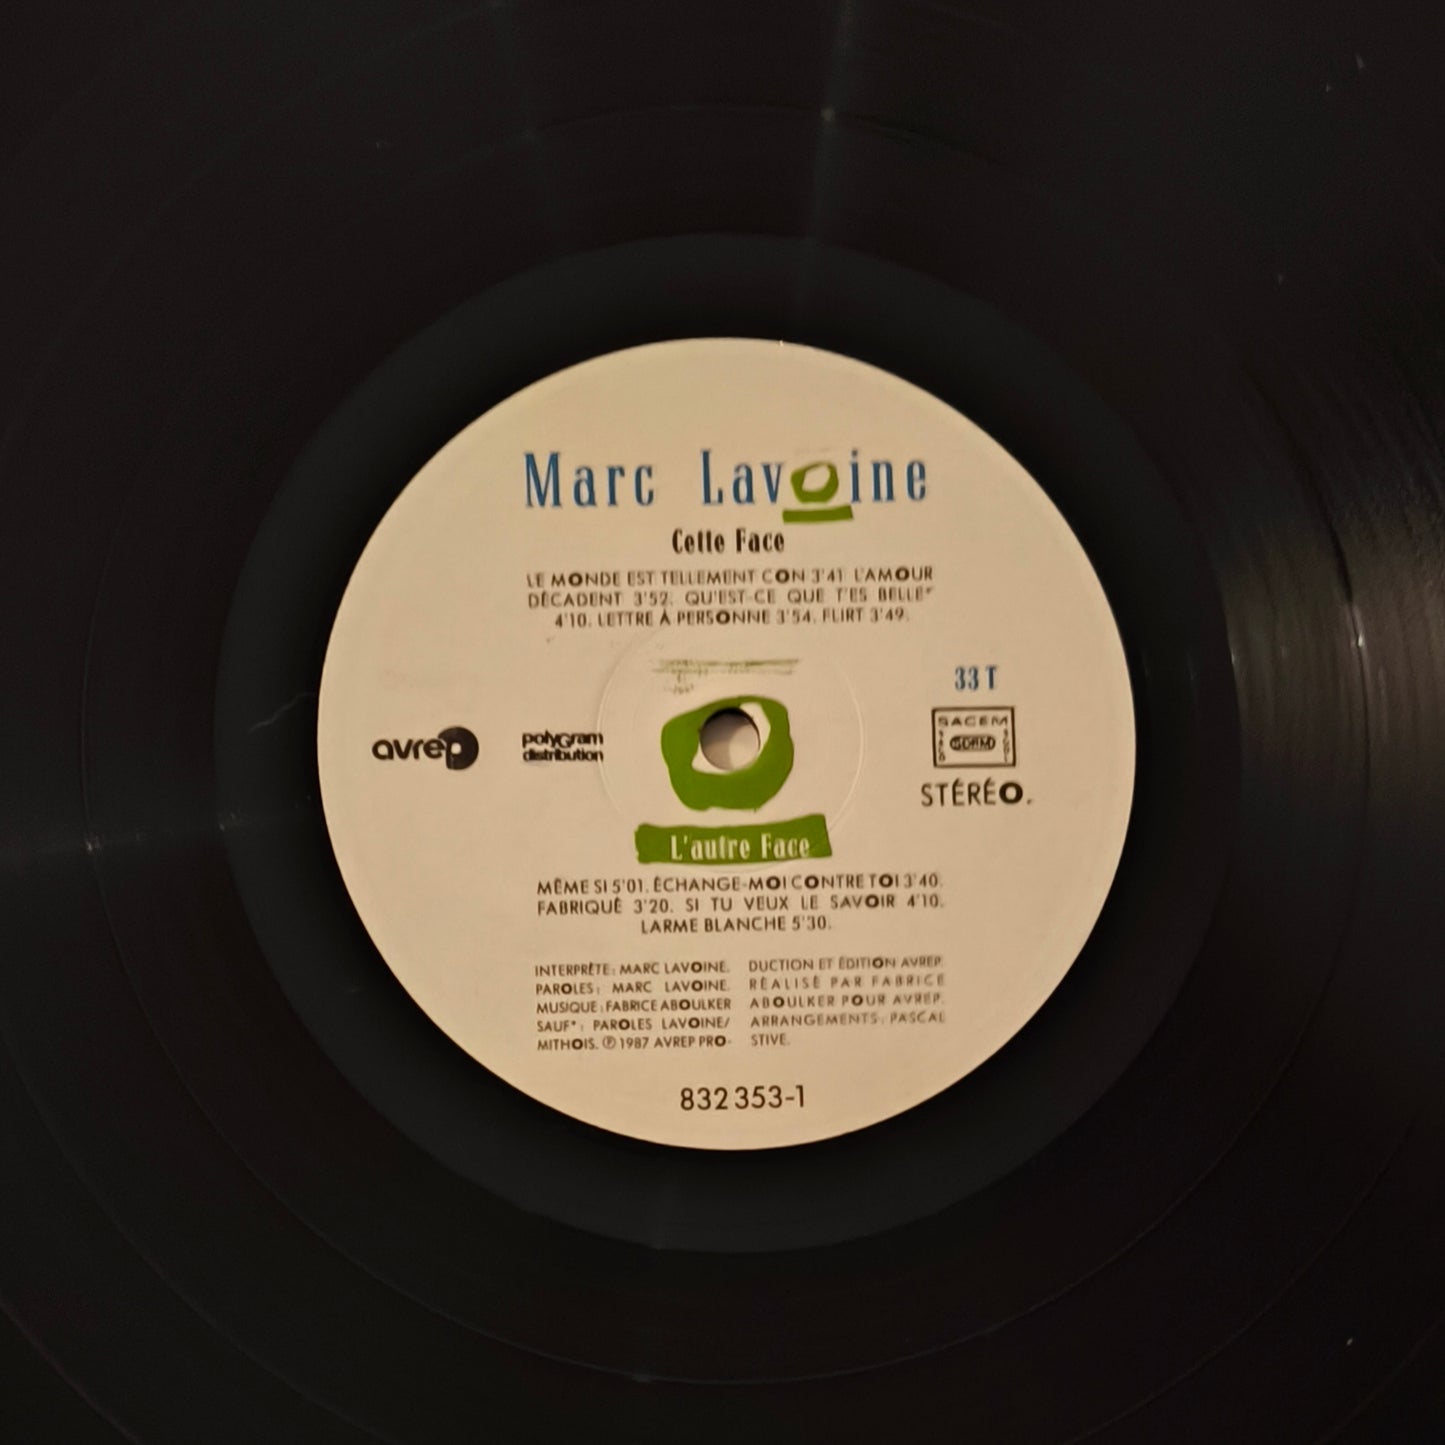 Marc Lavoine
Cette Face
LE MONDE EST TELLEMENT CON 3'41. L'AMOUR
DÉCADENT 3'52. QU'EST-CE QUE T'ES BELLE*
4'10. LETTRE À PERSONNE 3'54. FLIRT 3'49.
33 T
avrep
polyGram
distribution
SACEM
SDRM
STÉRÉO.
L'autre Face
MÊME SI 5'01. ÉCHANGE-MOI CONTRE TOI 3'40.
FABRIQUÉ 3'20. SI TU VEUX LE SAVOIR 4'10.
LARME BLANCHE 5'30.
INTERPRÈTE: MARC LAVOINE.
PAROLES: MARC LAVOINE.
MUSIQUE: FABRICE ABOULKER
SAUF*: PAROLES LAVOINE/
MITHOIS. ℗ 1987 AVREP PRO-
DUCTION ET ÉDITION AVREP.
RÉALISÉ PAR FABRICE
ABOULKER POUR AVREP.
ARRANGEMENTS: PASCAL
STIVE.
832 353-1